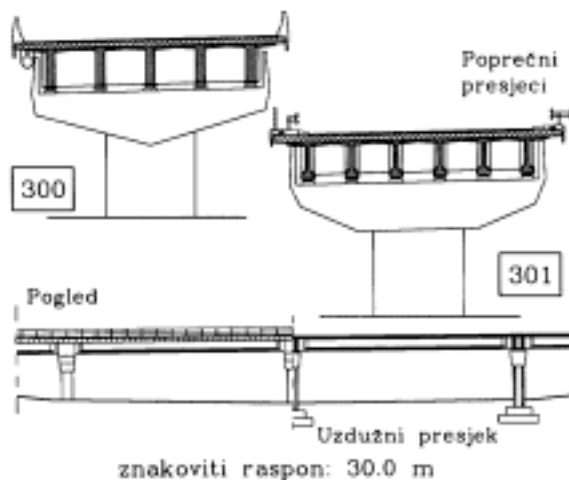 Poprečni
presjeci
300
301
Pogled
Uzdužni presjek
znakoviti raspon: 30.0 m